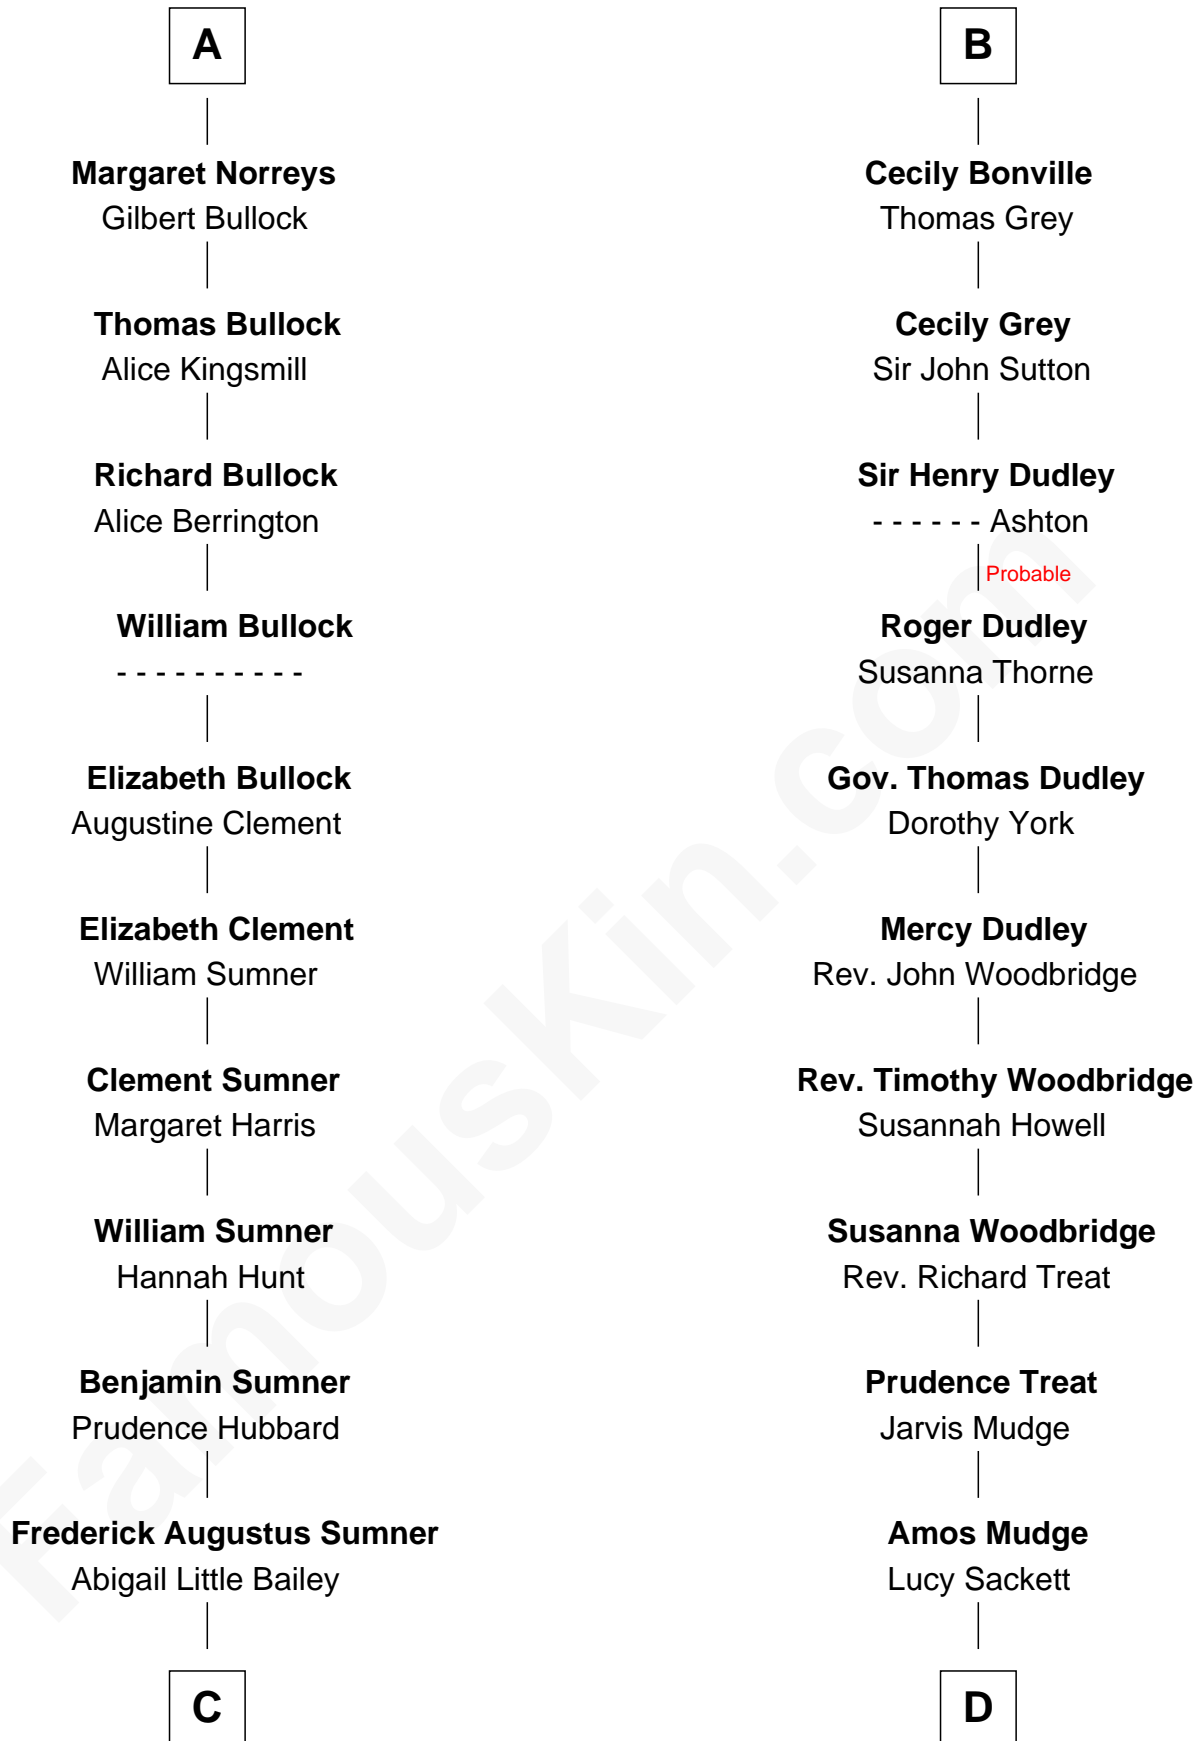 A
Margaret Norreys
Gilbert Bullock
Thomas Bullock
Alice Kingsmill
Richard Bullock
Alice Berrington
William Bullock
- - - - - - - - - -
Elizabeth Bullock
Augustine Clement
Elizabeth Clement
William Sumner
Clement Sumner
Margaret Harris
William Sumner
Hannah Hunt
Benjamin Sumner
Prudence Hubbard
Frederick Augustus Sumner
Abigail Little Bailey
C
B
Cecily Bonville
Thomas Grey
Cecily Grey
Sir John Sutton
Sir Henry Dudley
- - - - - - Ashton
Probable
Roger Dudley
Susanna Thorne
Gov. Thomas Dudley
Dorothy York
Mercy Dudley
Rev. John Woodbridge
Rev. Timothy Woodbridge
Susannah Howell
Susanna Woodbridge
Rev. Richard Treat
Prudence Treat
Jarvis Mudge
Amos Mudge
Lucy Sackett
D
FamousKin.com